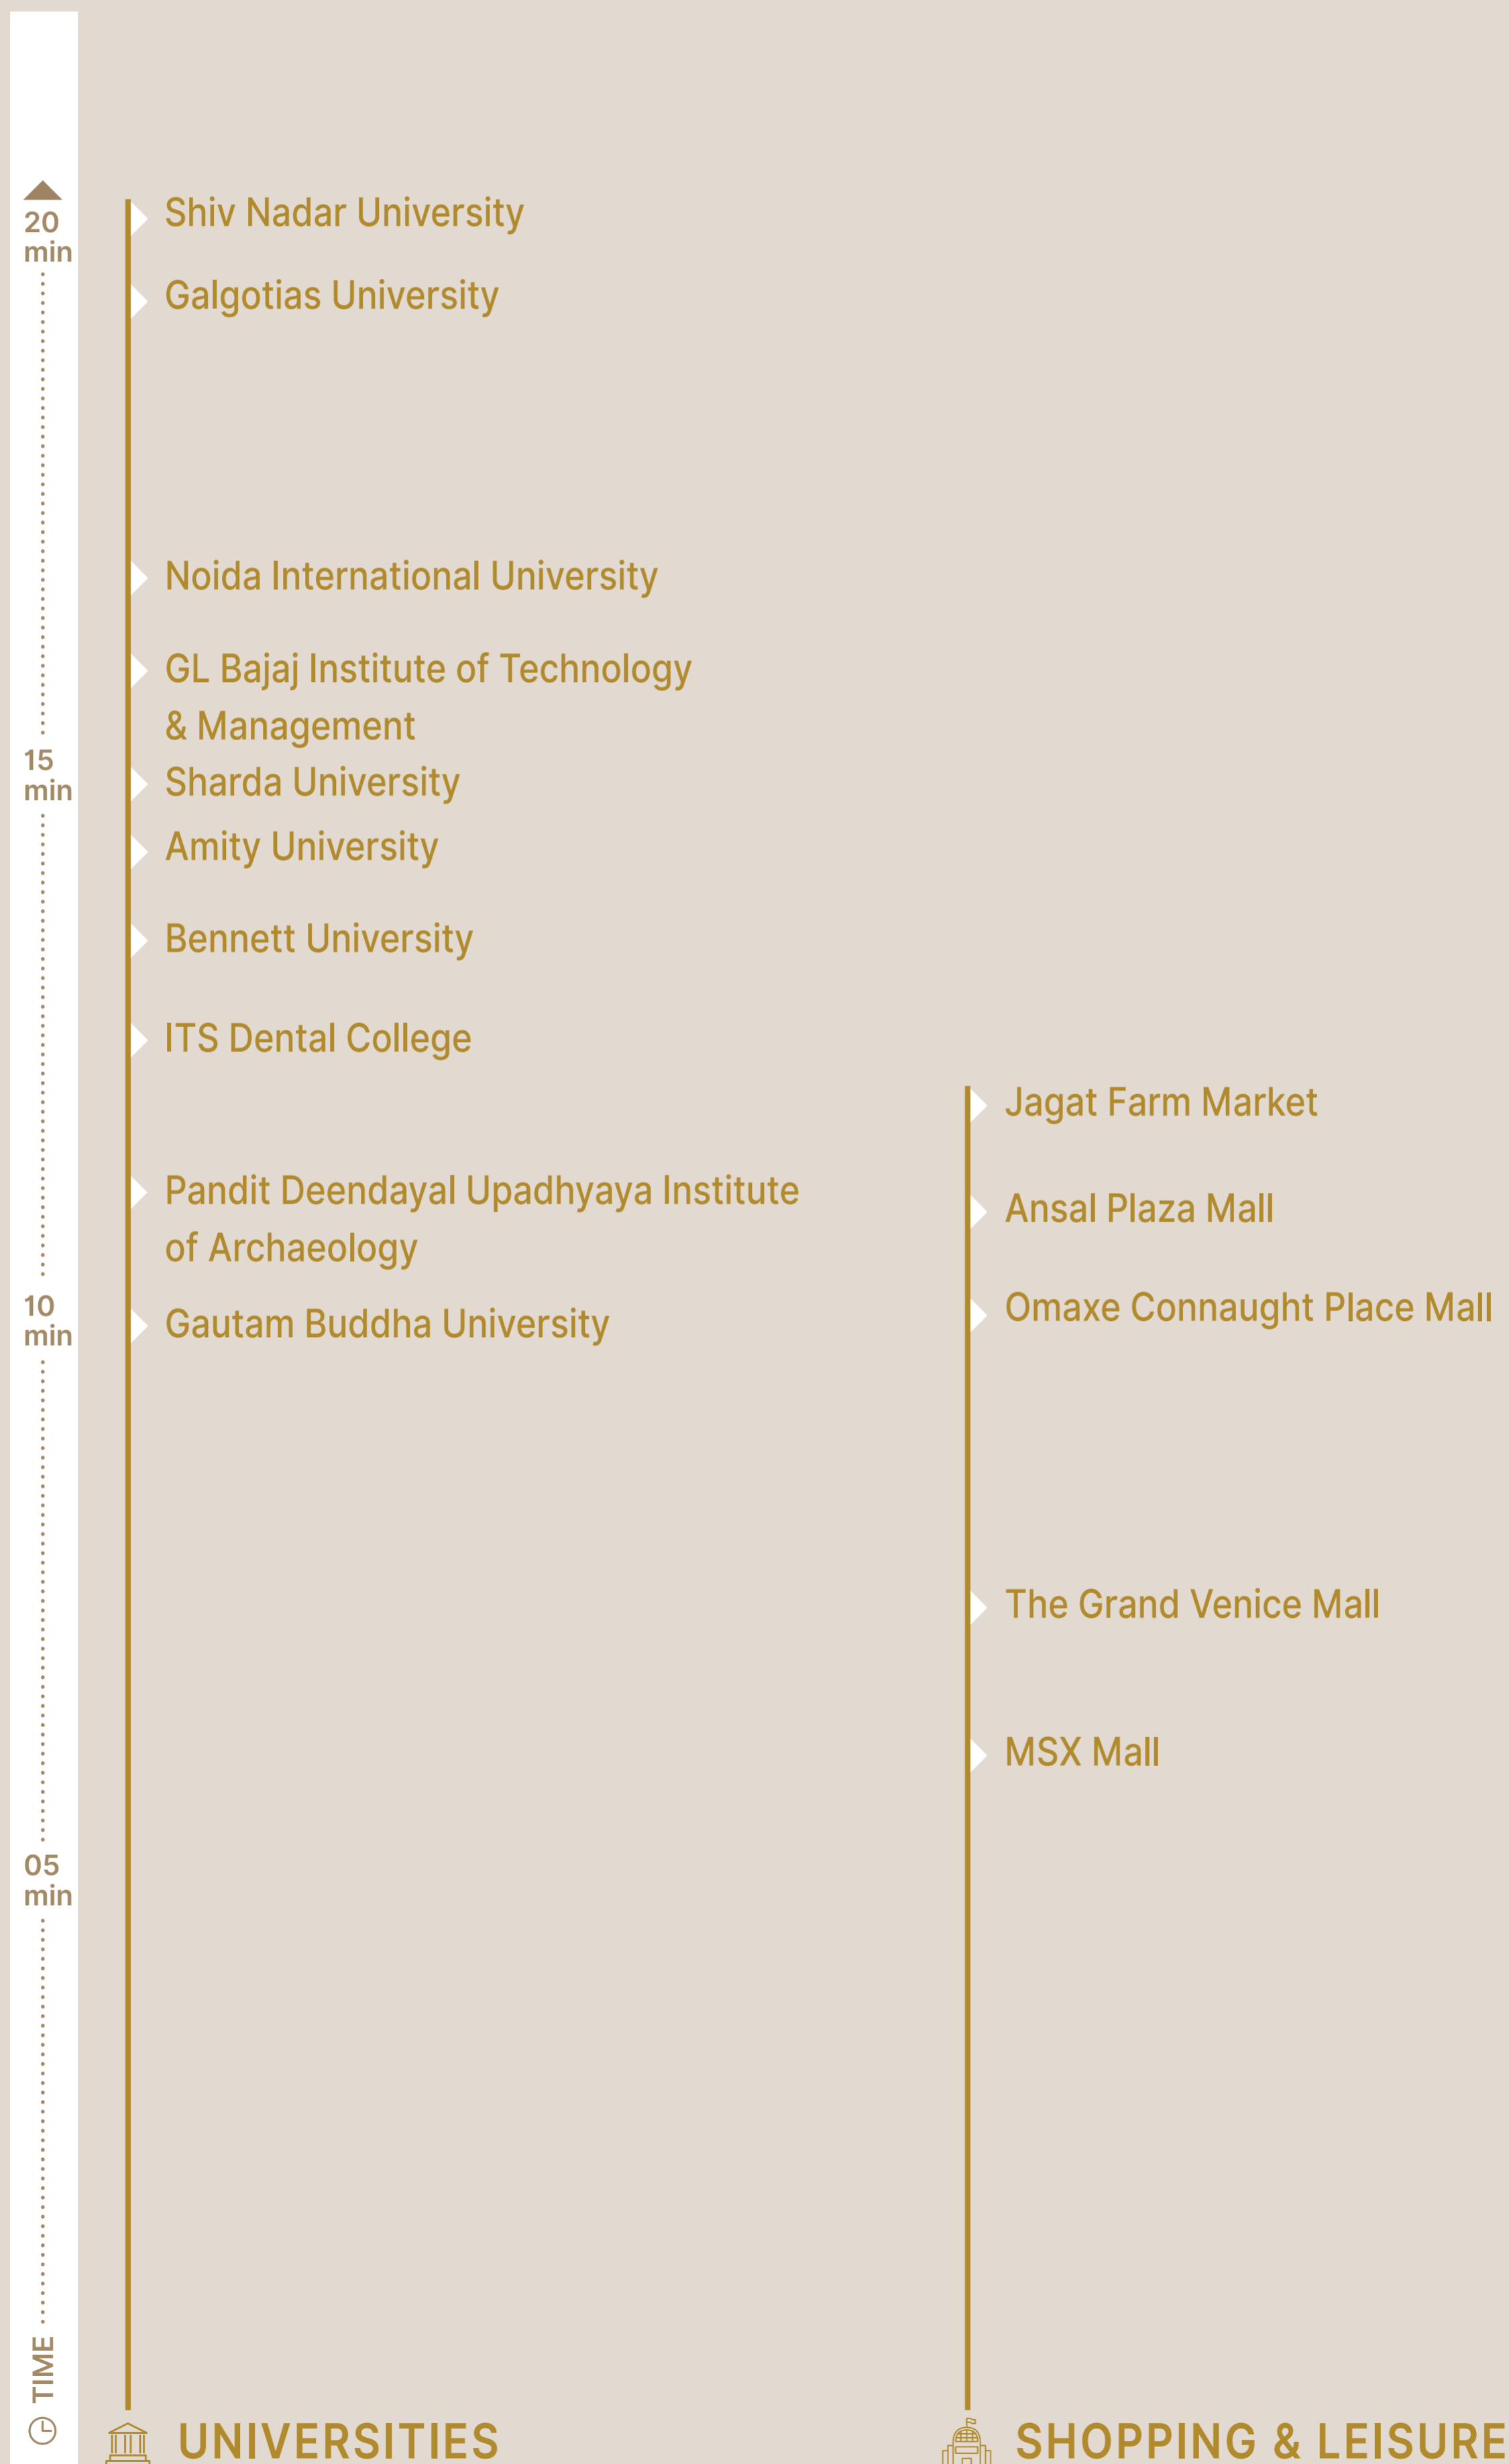 20
min
15
min
10
min
05
min
TIME
Shiv Nadar University
Galgotias University
Noida International University
GL Bajaj Institute of Technology
& Management
Sharda University
Amity University
Bennett University
ITS Dental College
Pandit Deendayal Upadhyaya Institute
of Archaeology
Gautam Buddha University
UNIVERSITIES
Jagat Farm Market
Ansal Plaza Mall
Omaxe Connaught Place Mall
The Grand Venice Mall
MSX Mall
SHOPPING & LEISURE